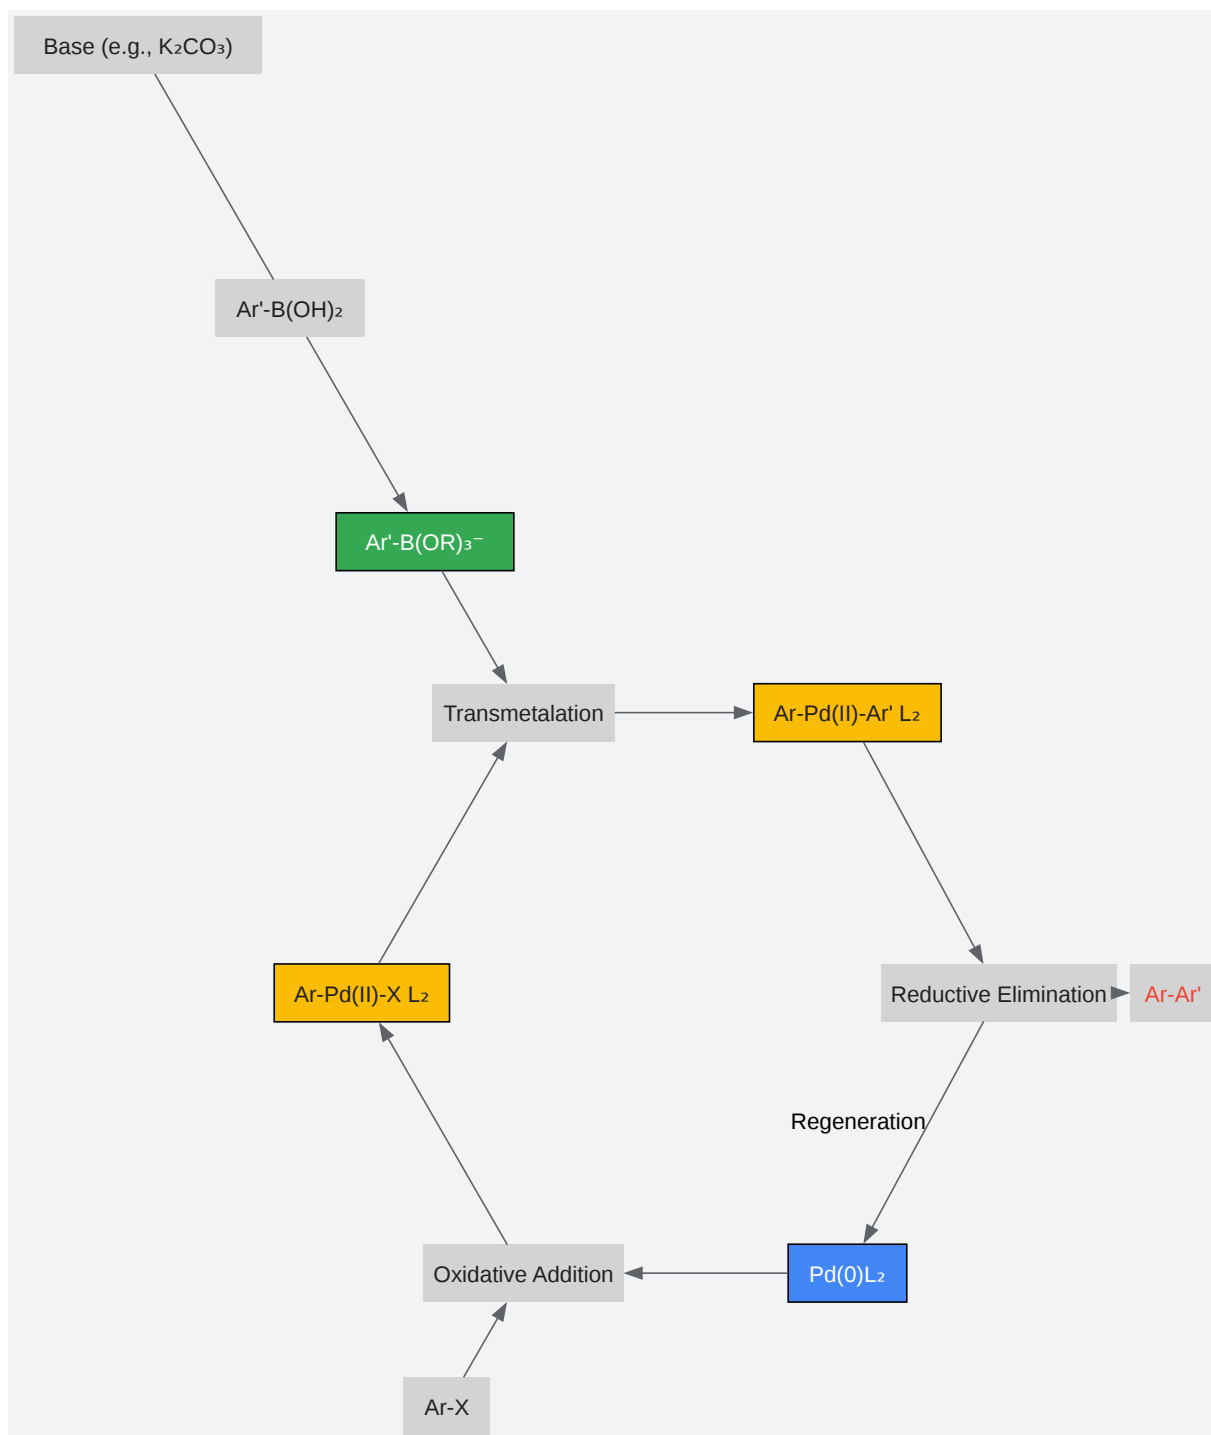 Base (e.g., K₂CO₃)
Ar'-B(OH)₂
Ar'-B(OR)₃⁻
Transmetalation
Ar-Pd(II)-Ar' L₂
Ar-Pd(II)-X L₂
Reductive Elimination
Ar-Ar'
Regeneration
Oxidative Addition
Pd(0)L₂
Ar-X